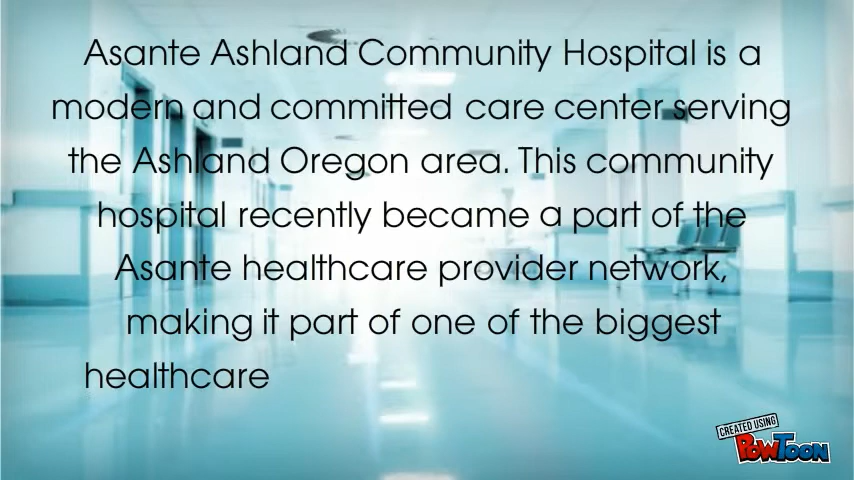 Asante Ashland Community Hospital is a
modern and committed care center serving
the Ashland Oregon area. This community
hospital recently became a part of the
Asante healthcare provider network,
making it part of one of the biggest
healthcare
CREATED USING
PowToon